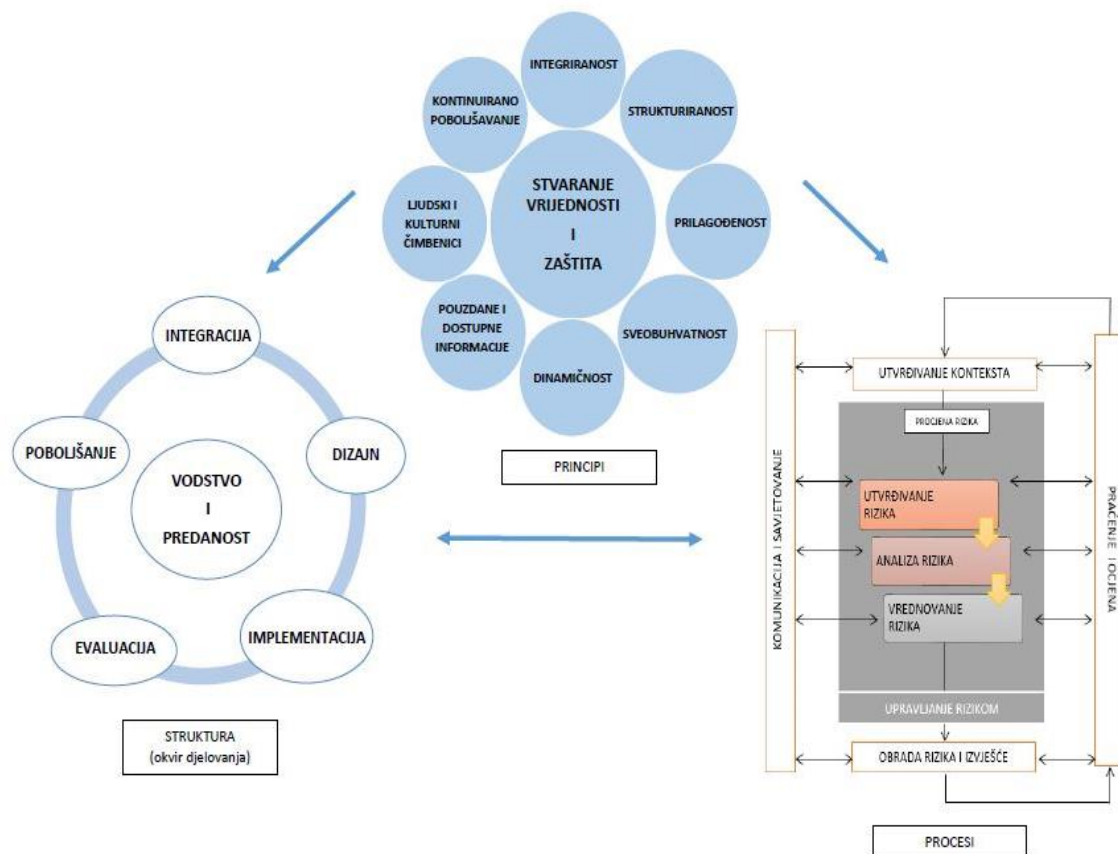 INTEGRIRANOST
STRUKTURIRANOST
PRILAGOĐENOST
SVEOBUHVATNOST
DINAMIČNOST
POUZDANE I
DOSTUPNE
INFORMACIJE
LJUDSKI I
KULTURNI
ČIMBENICI
KONTINUIRANO
POBOLJŠAVANJE
STVARANJE
VRIJEDNOSTI
I
ZAŠTITA
PRINCIPI
INTEGRACIJA
DIZAJN
IMPLEMENTACIJA
EVALUACIJA
POBOLJŠANJE
VODSTVO
I
PREDANOST
STRUKTURA
(okvir djelovanja)
KOMUNIKACIJA I SAVJETOVANJE
UTVRĐIVANJE KONTEKSTA
PROCJENA RIZIKA
UTVRĐIVANJE
RIZIKA
ANALIZA RIZIKA
VREDNOVANJE
RIZIKA
UPRAVLJANJE RIZIKOM
OBRADA RIZIKA I IZVJEŠĆE
PRAĆENJE I OCJENA
PROCESI